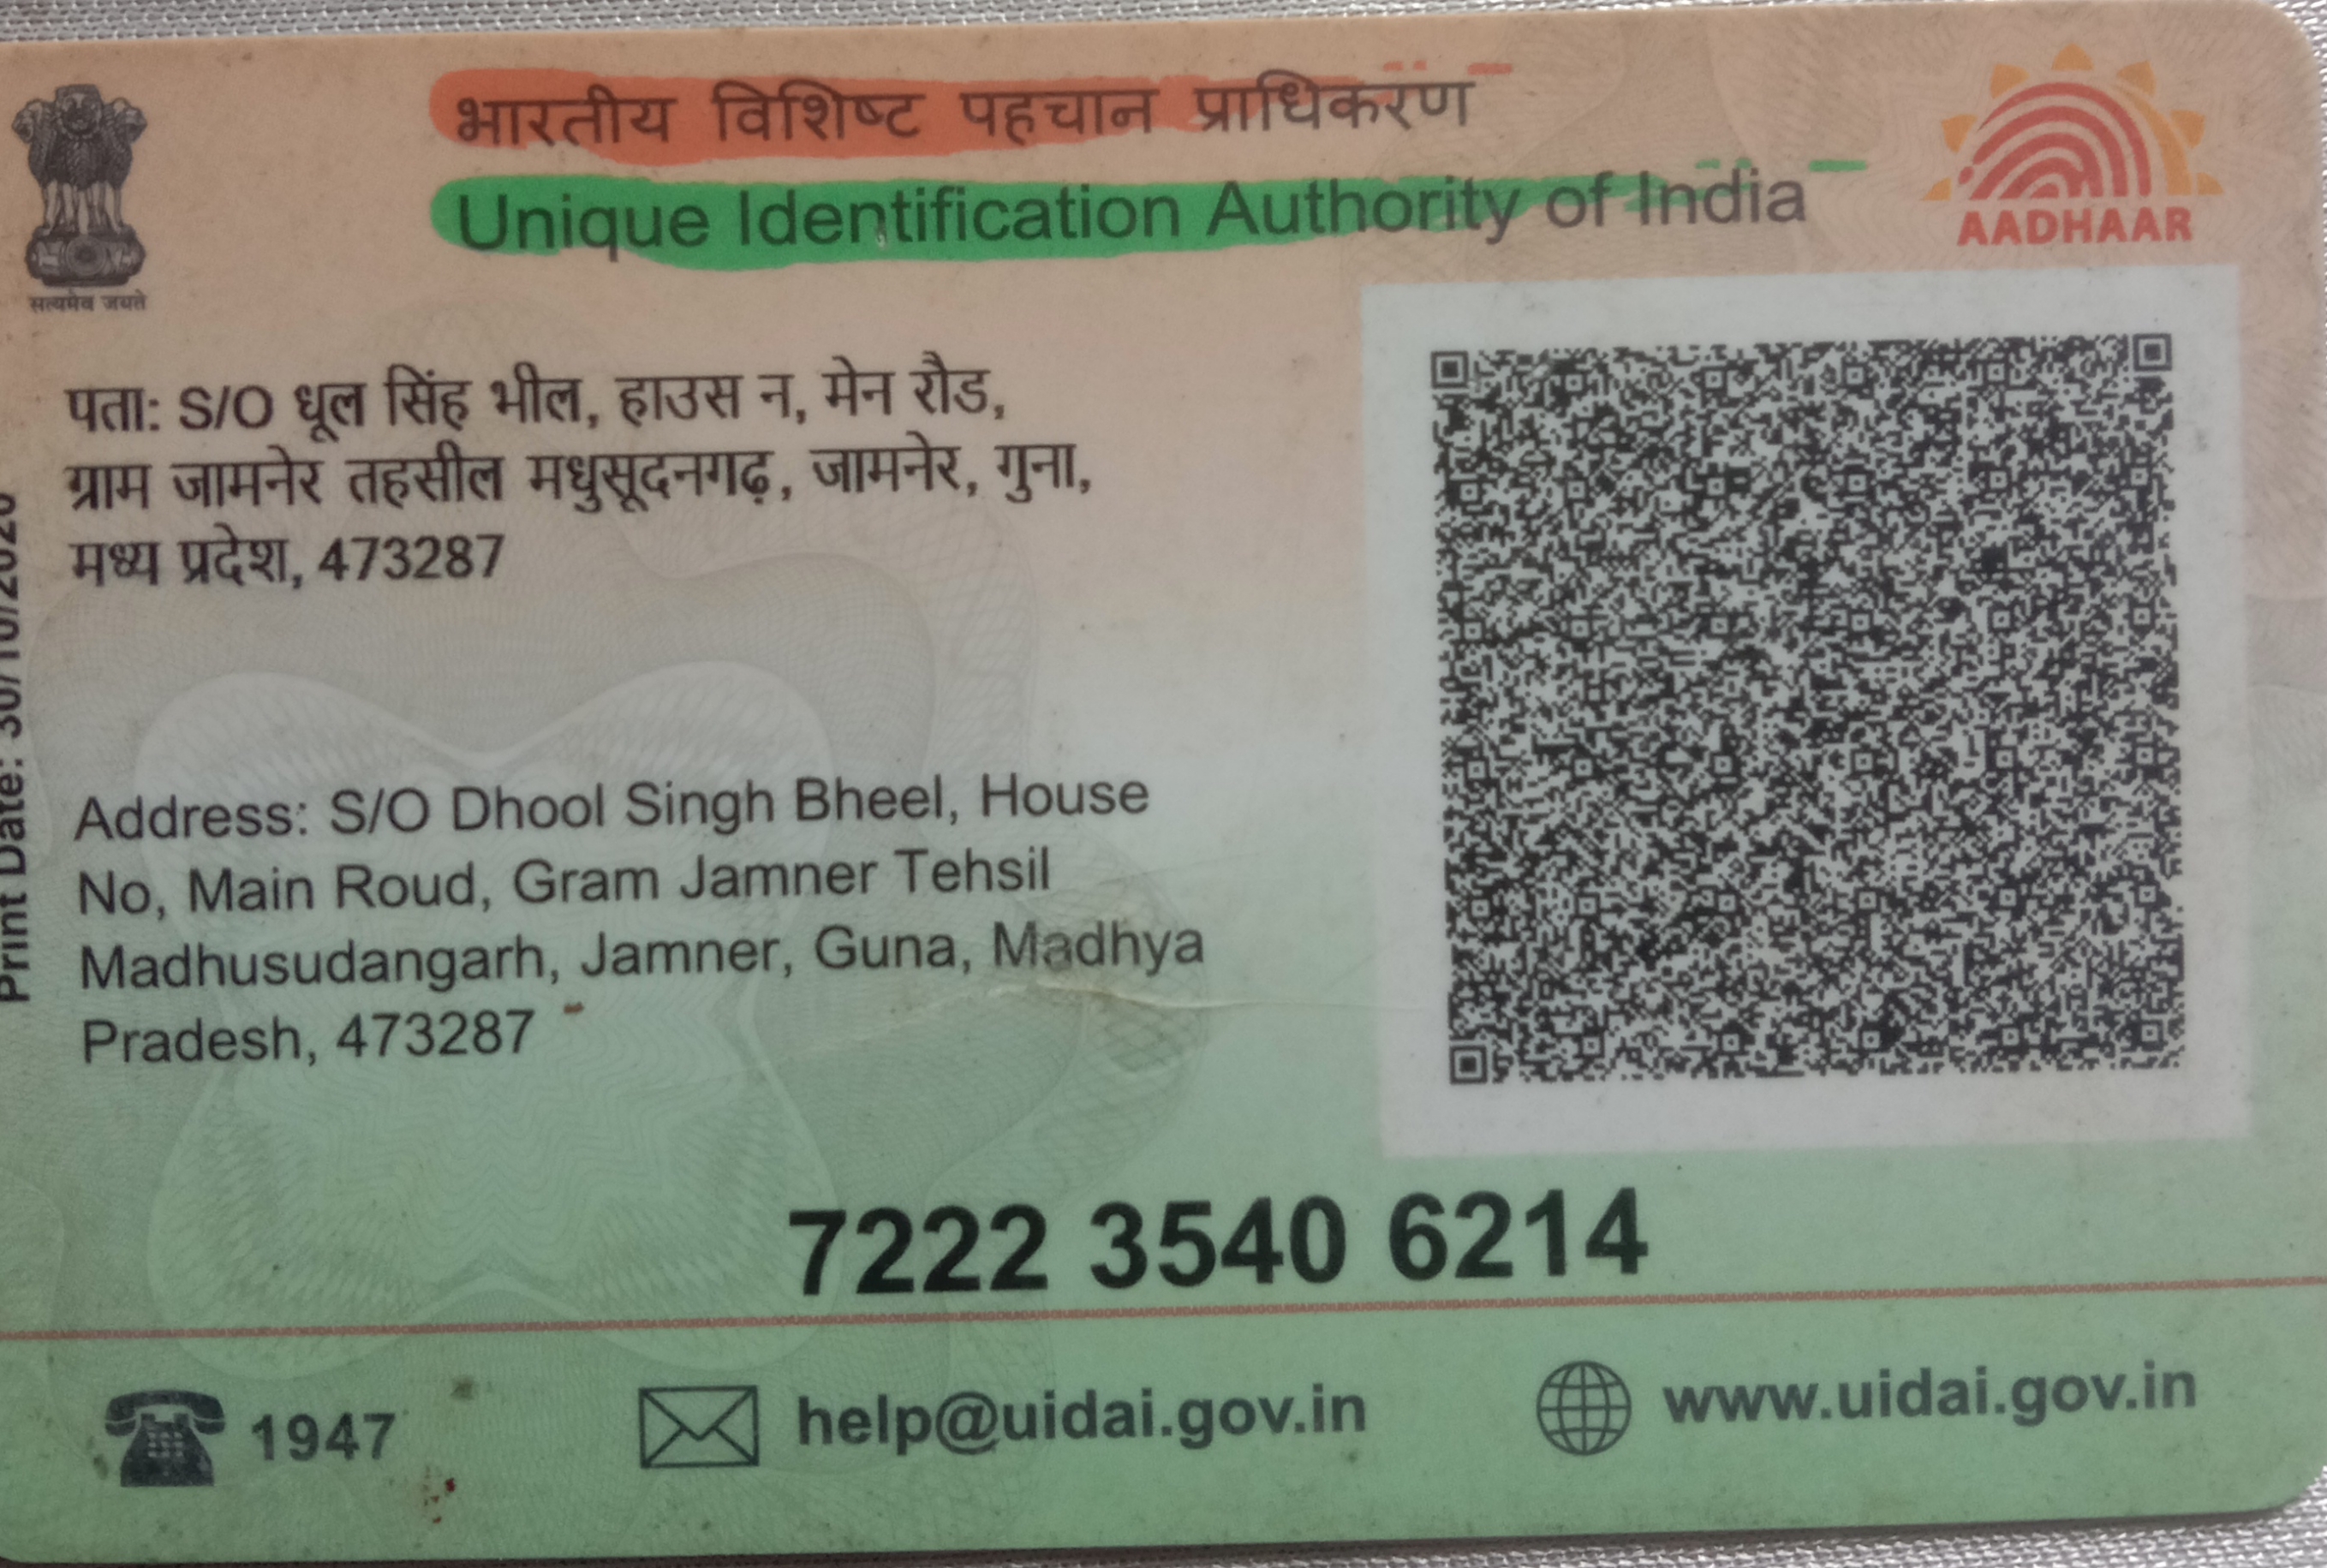 भारतीय विशिष्ट पहचान प्राधिकरण
Unique Identification Authority of India
AADHAAR
सत्यमेव जयते
पता: S/O धूल सिंह भील, हाउस न, मेन रौड,
ग्राम जामनेर तहसील मधुसूदनगढ़, जामनेर, गुना,
मध्य प्रदेश, 473287
Print Date:
Address: S/O Dhool Singh Bheel, House
No, Main Roud, Gram Jamner Tehsil
Madhusudangarh, Jamner, Guna, Madhya
Pradesh, 473287
7222 3540 6214
1947
help@uidai.gov.in
www.uidai.gov.in